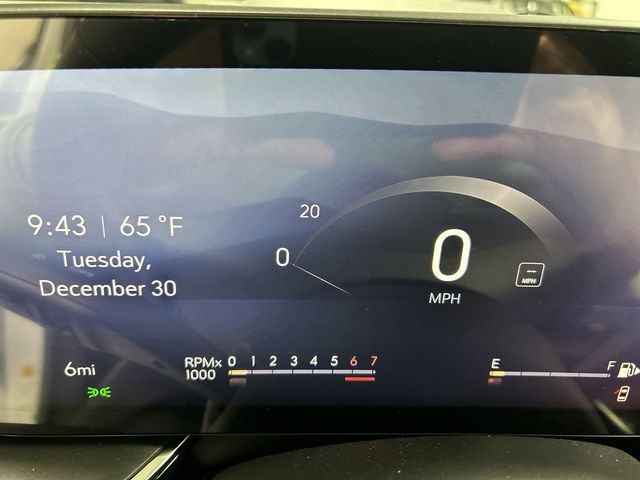 9:43 | 65 °F
Tuesday,
December 30
20
0
0
MPH
--
MPH
6mi
RPMx
1000
0 1 2 3 4 5 6 7
E F